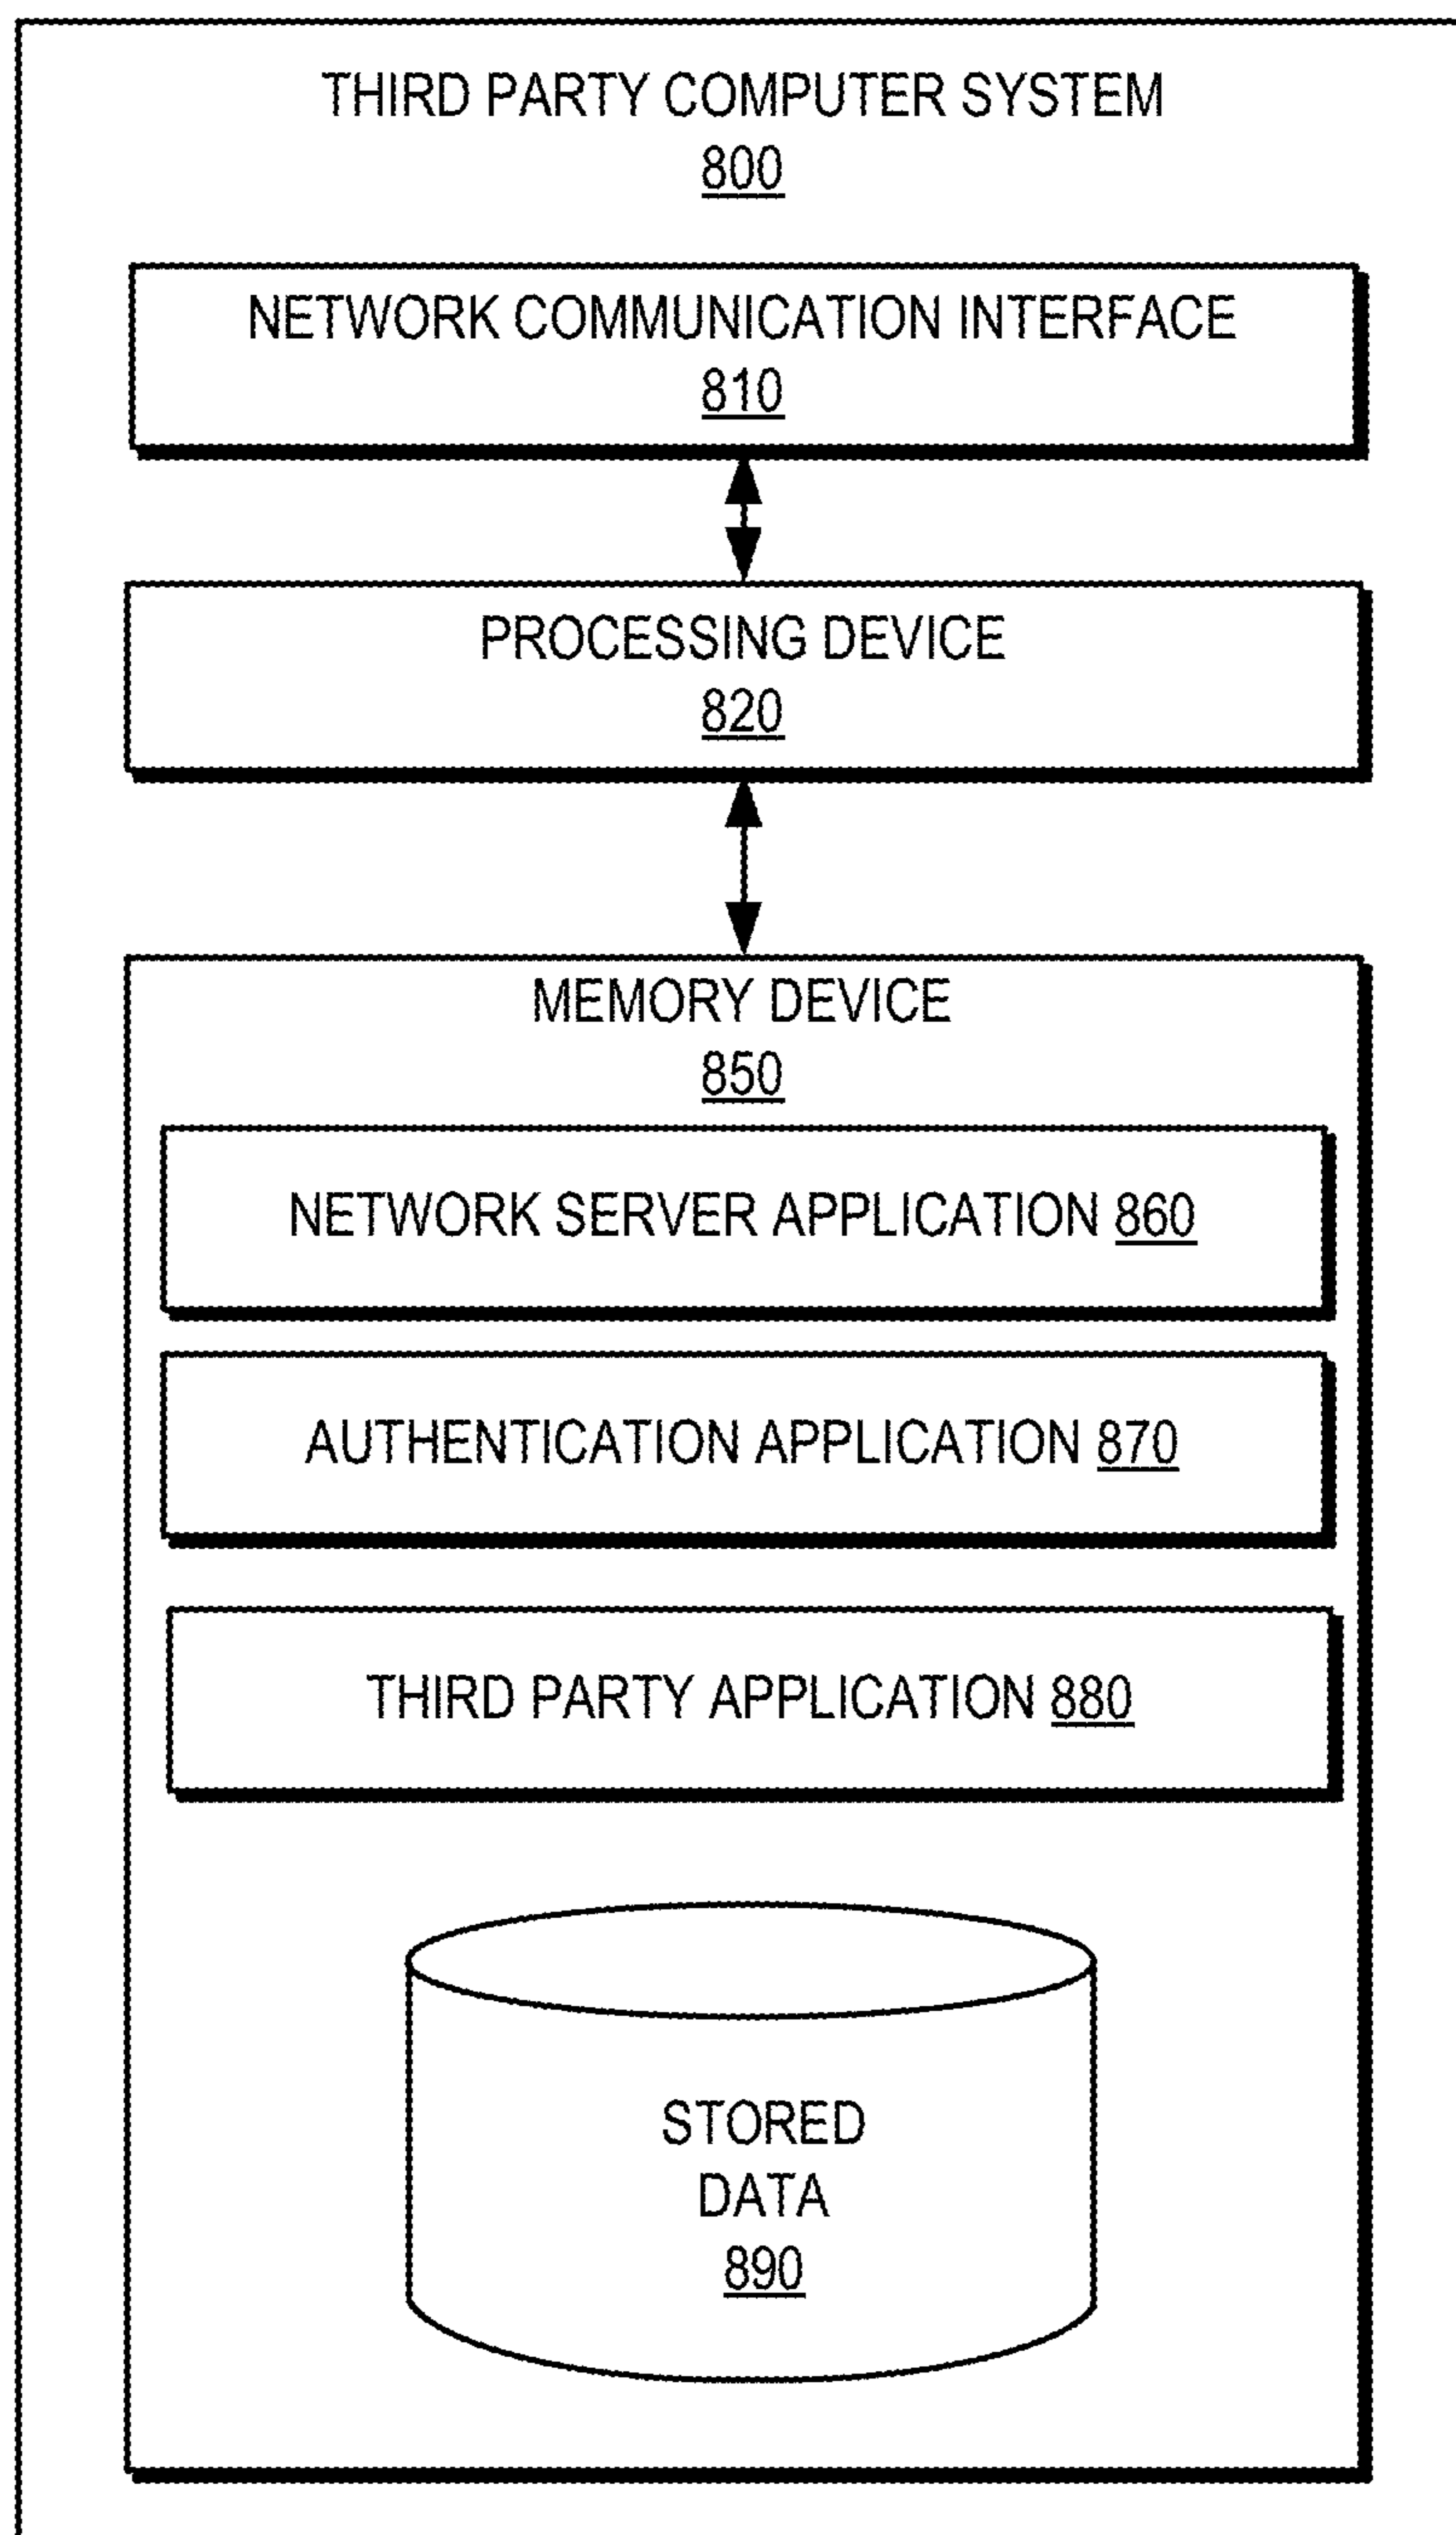 THIRD PARTY COMPUTER SYSTEM
800
NETWORK COMMUNICATION INTERFACE
810
PROCESSING DEVICE
820
MEMORY DEVICE
850
NETWORK SERVER APPLICATION 860
AUTHENTICATION APPLICATION 870
THIRD PARTY APPLICATION 880
STORED
DATA
890